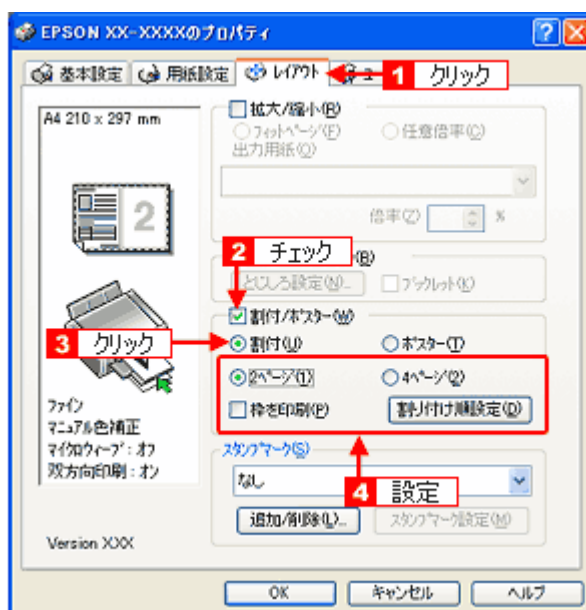 EPSON XX-XXXXのプロパティ
基本設定 用紙設定 レイアウト ユ
1 クリック
A4 210 x 297 mm
2
拡大/縮小(R)
フィットページ(F) 任意倍率(C)
出力用紙(O)
倍率(Z) %
2 チェック
(B)
とじしろ設定(N)... ブックレット(K)
割付/ポスター(W)
3 クリック
割付(U) ポスター(T)
2ページ(1) 4ページ(2)
枠を印刷(P) 割り付け順設定(D)
ファイン
マニュアル色補正
マイクロウィーブ : オフ
双方向印刷 : オン
スタンプマーク(S)
なし
4 設定
追加/削除(L)... スタンプマーク設定(M)
Version XXX
OK キャンセル ヘルプ